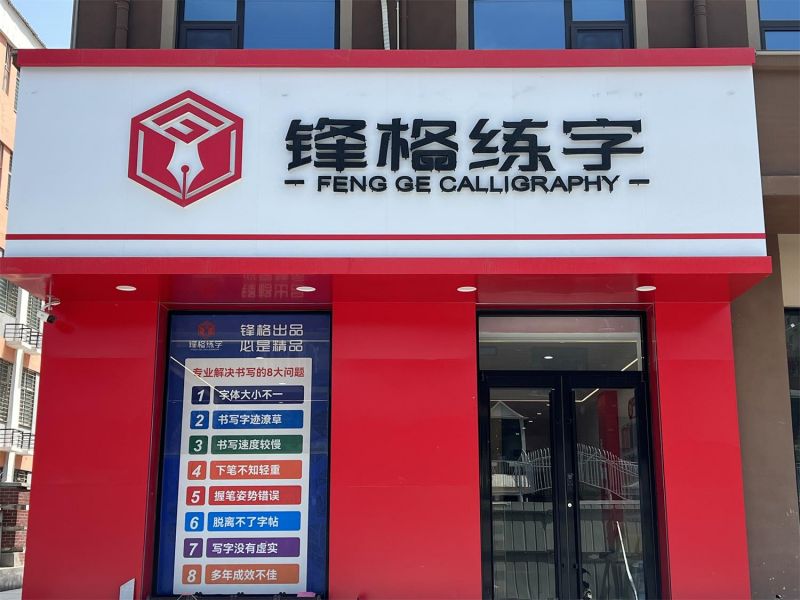 锋格练字
FENG GE CALLIGRAPHY
锋格练字
锋格出品
必是精品
专业解决书写的8大问题
1 字体大小不一
2 书写字迹潦草
3 书写速度较慢
4 下笔不知轻重
5 握笔姿势错误
6 脱离不了字帖
7 写字没有虚实
8 多年成效不佳